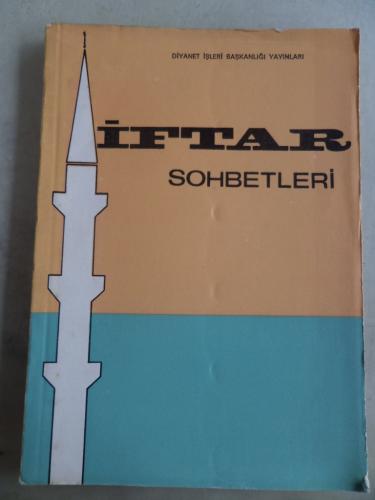 DİYANET İŞLERİ BAŞKANLIĞI YAYINLARI
İFTAR
SOHBETLERİ